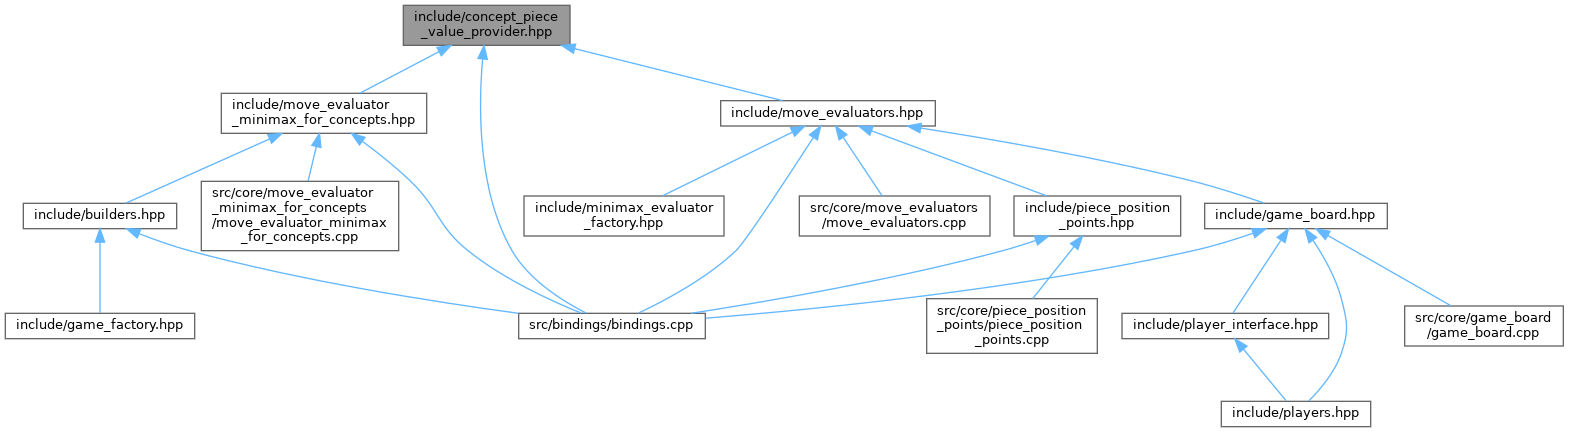 include/concept_piece
_value_provider.hpp
include/move_evaluator
_minimax_for_concepts.hpp
include/move_evaluators.hpp
include/builders.hpp
src/core/move_evaluator
_minimax_for_concepts
/move_evaluator_minimax
_for_concepts.cpp
include/minimax_evaluator
_factory.hpp
src/core/move_evaluators
/move_evaluators.cpp
include/piece_position
_points.hpp
include/game_board.hpp
include/game_factory.hpp
src/bindings/bindings.cpp
src/core/piece_position
_points/piece_position
_points.cpp
include/player_interface.hpp
src/core/game_board
/game_board.cpp
include/players.hpp